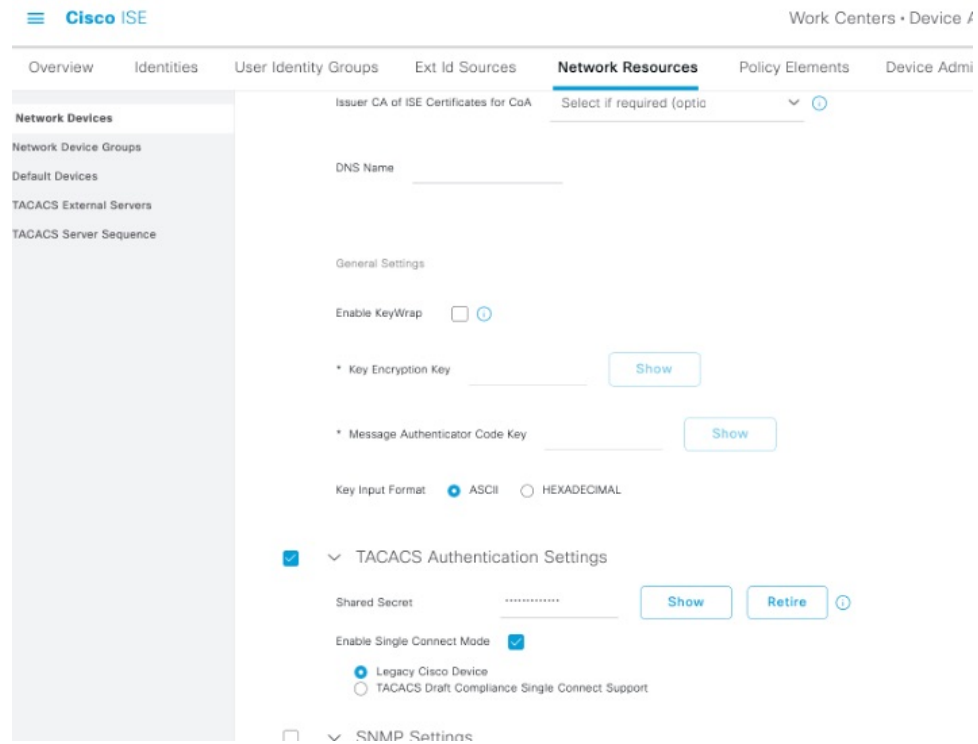 Cisco ISE
Work Centers • Device A
Overview Identities User Identity Groups Ext Id Sources Network Resources Policy Elements Device Admi
Network Devices
Network Device Groups
Default Devices
TACACS External Servers
TACACS Server Sequence
Issuer CA of ISE Certificates for CoA Select if required (optic
DNS Name
General Settings
Enable KeyWrap
* Key Encryption Key Show
* Message Authenticator Code Key Show
Key Input Format ASCII HEXADECIMAL
TACACS Authentication Settings
Shared Secret ............. Show Retire
Enable Single Connect Mode
Legacy Cisco Device
TACACS Draft Compliance Single Connect Support
SNMP Settings